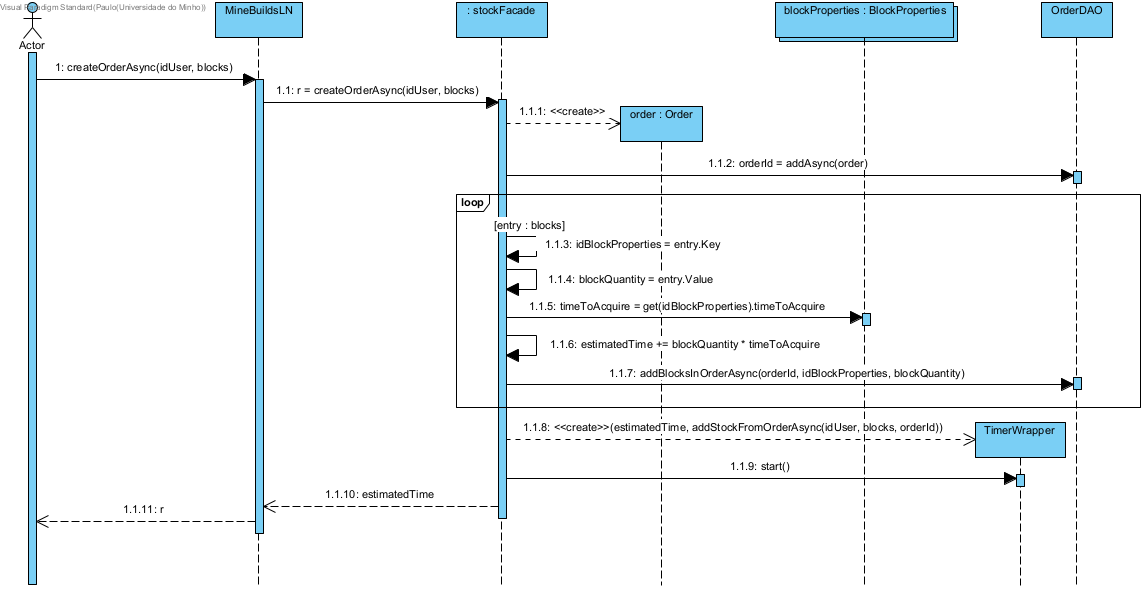 Visual Paradigm Standard(Paulo(Universidade do Minho))
Actor
MineBuildsLN
: stockFacade
blockProperties : BlockProperties
OrderDAO
1: createOrderAsync(idUser, blocks)
1.1: r = createOrderAsync(idUser, blocks)
1.1.1: <<create>>
order : Order
1.1.2: orderId = addAsync(order)
loop
[entry : blocks]
1.1.3: idBlockProperties = entry.Key
1.1.4: blockQuantity = entry.Value
1.1.5: timeToAcquire = get(idBlockProperties).timeToAcquire
1.1.6: estimatedTime += blockQuantity * timeToAcquire
1.1.7: addBlocksInOrderAsync(orderId, idBlockProperties, blockQuantity)
1.1.8: <<create>>(estimatedTime, addStockFromOrderAsync(idUser, blocks, orderId))
TimerWrapper
1.1.9: start()
1.1.10: estimatedTime
1.1.11: r